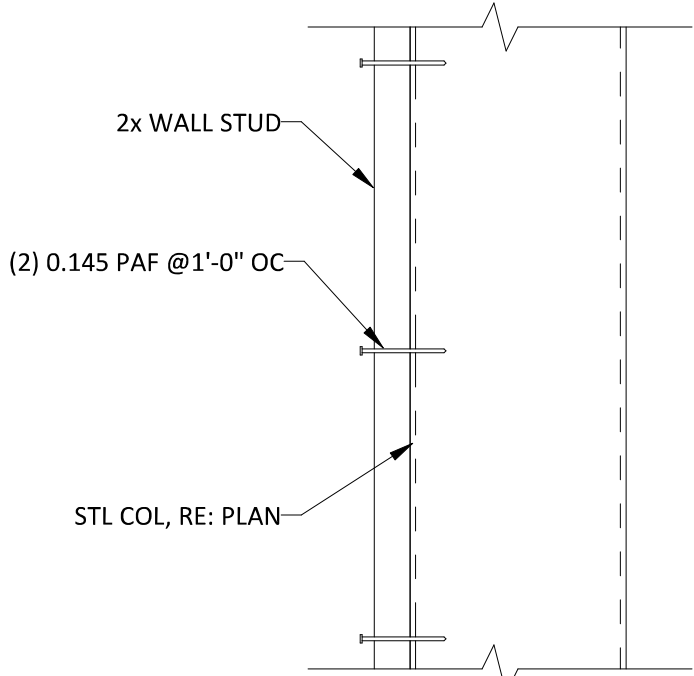 2x WALL STUD
(2) 0.145 PAF @1'-0" OC
STL COL, RE: PLAN